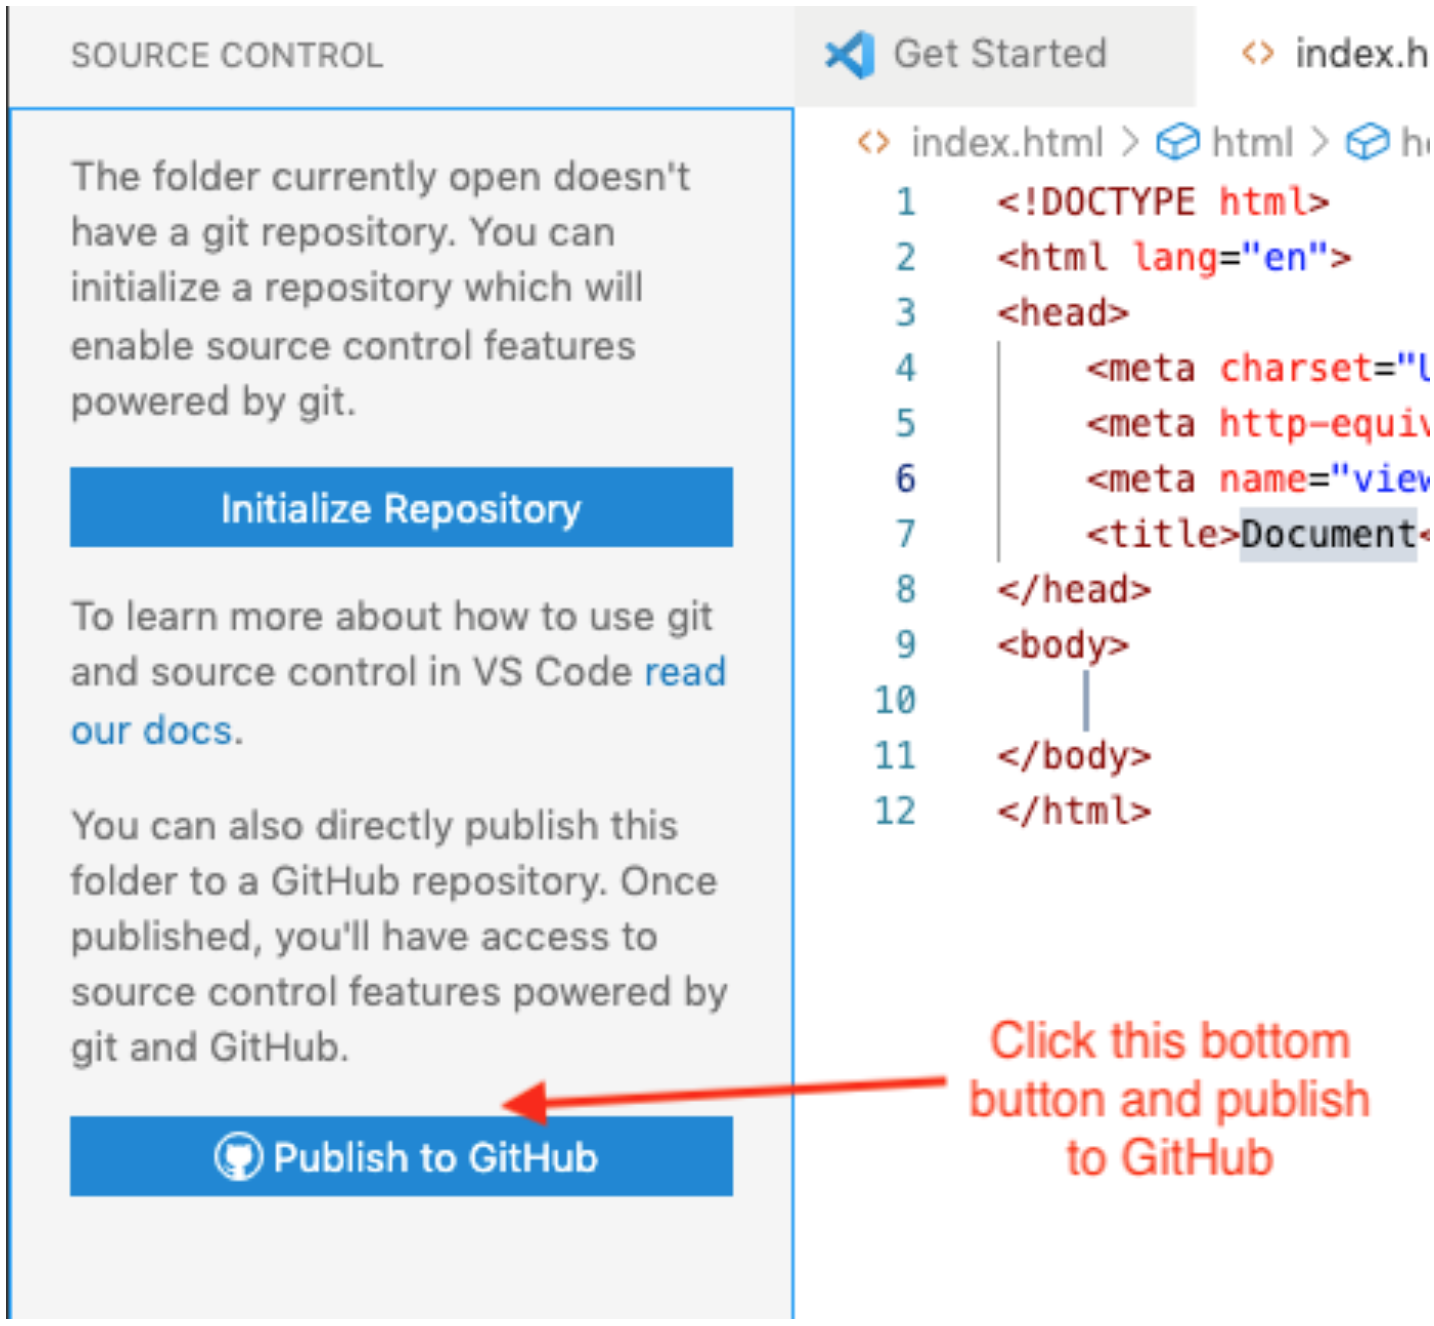 SOURCE CONTROL
The folder currently open doesn't
have a git repository. You can
initialize a repository which will
enable source control features
powered by git.
Initialize Repository
To learn more about how to use git
and source control in VS Code read
our docs.
You can also directly publish this
folder to a GitHub repository. Once
published, you'll have access to
source control features powered by
git and GitHub.
Publish to GitHub
Get Started
index.h
index.html > html > h
1 <!DOCTYPE html>
2 <html lang="en">
3 <head>
4 <meta charset="U
5 <meta http-equiv
6 <meta name="view
7 <title>Document<
8 </head>
9 <body>
10
11 </body>
12 </html>
Click this bottom
button and publish
to GitHub